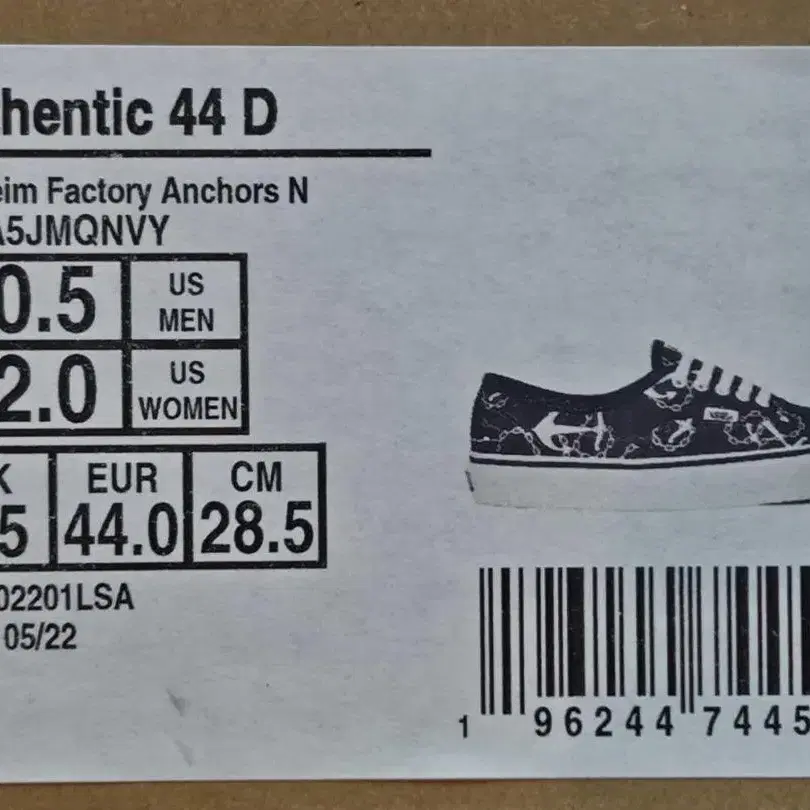 hentic 44 D
eim Factory Anchors N
A5JMQNVY
0.5 US MEN
2.0 US WOMEN
K EUR CM
5 44.0 28.5
02201LSA
05/22
1 96244 7445